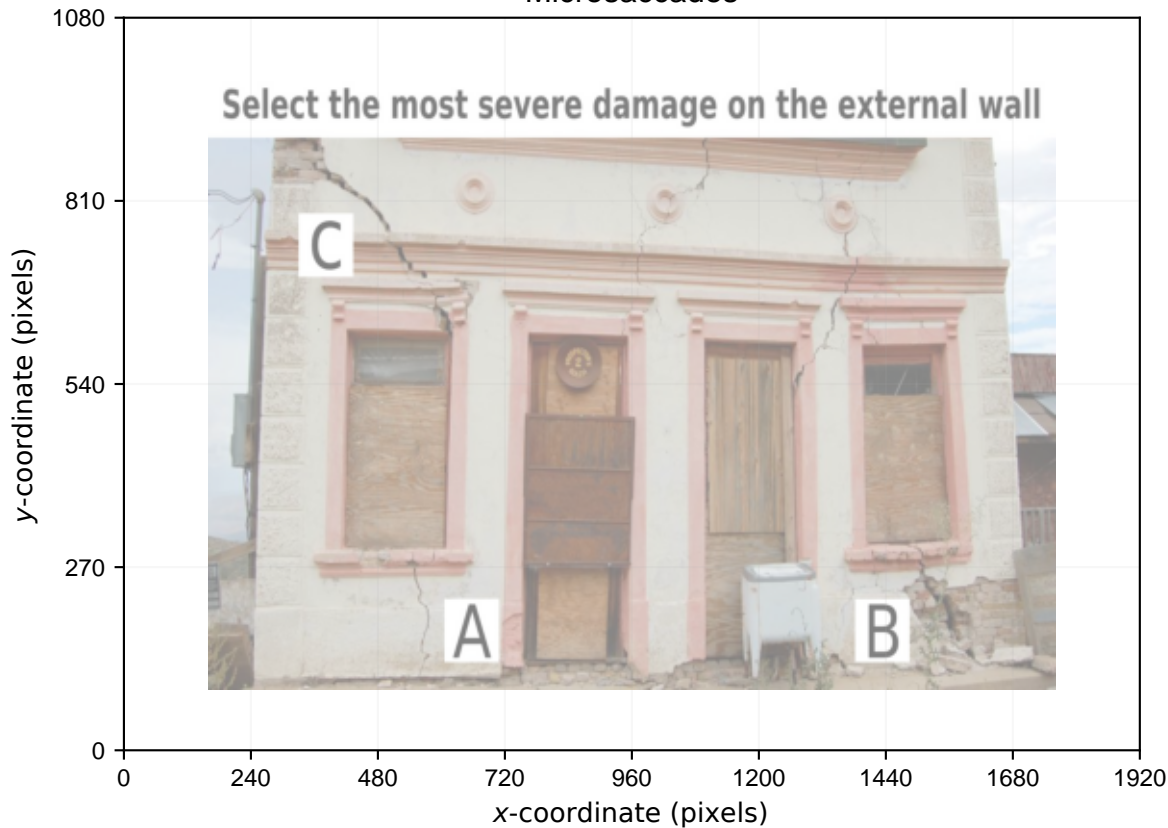 Microsaccades
1080
Select the most severe damage on the external wall
810
C
540
270
A
B
0
0 240 480 720 960 1200 1440 1680 1920
x-coordinate (pixels)
y-coordinate (pixels)